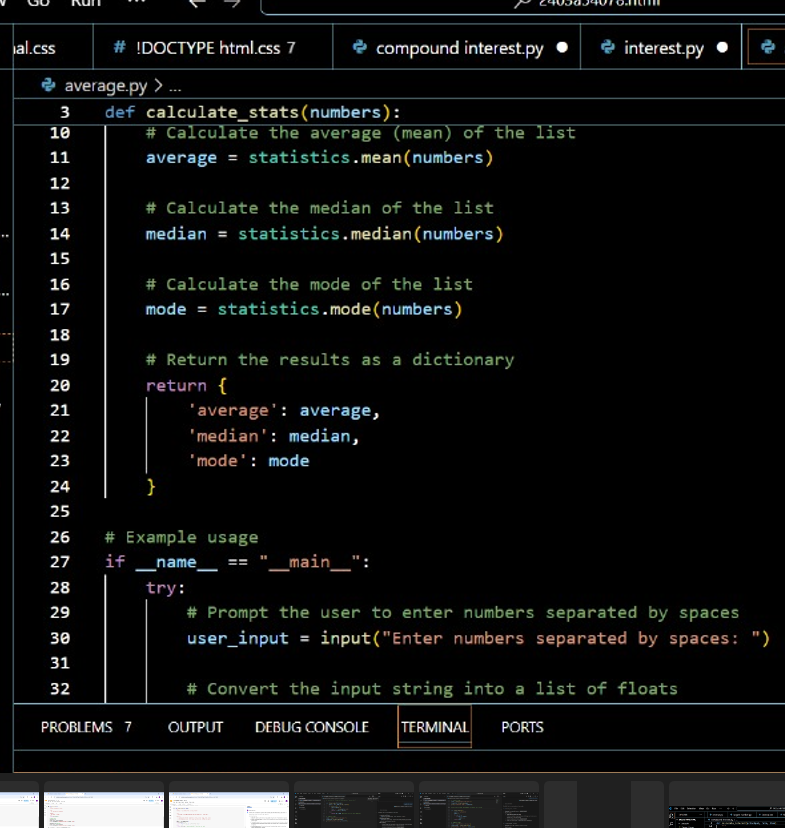 Go Run ...
2403a54078.html
al.css # !DOCTYPE html.css 7 compound interest.py interest.py
average.py > ...
3 def calculate_stats(numbers):
10 # Calculate the average (mean) of the list
11 average = statistics.mean(numbers)
12
13 # Calculate the median of the list
14 median = statistics.median(numbers)
15
16 # Calculate the mode of the list
17 mode = statistics.mode(numbers)
18
19 # Return the results as a dictionary
20 return {
21 'average': average,
22 'median': median,
23 'mode': mode
24 }
25
26 # Example usage
27 if __name__ == "__main__":
28 try:
29 # Prompt the user to enter numbers separated by spaces
30 user_input = input("Enter numbers separated by spaces: ")
31
32 # Convert the input string into a list of floats
PROBLEMS 7 OUTPUT DEBUG CONSOLE TERMINAL PORTS